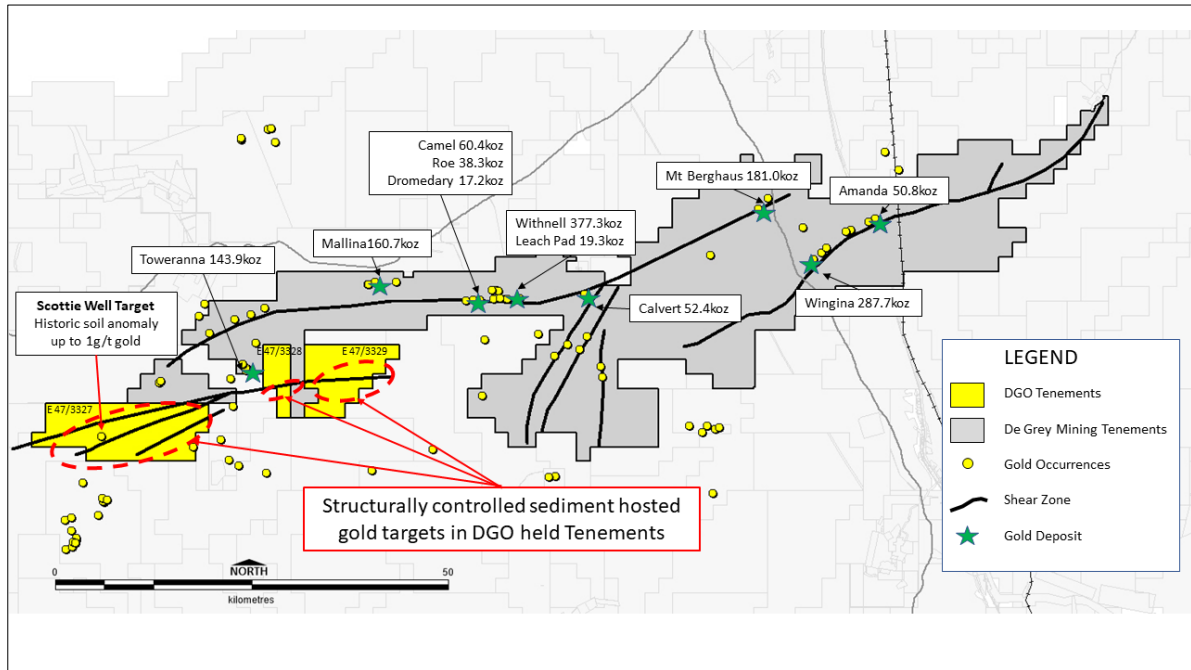 Camel 60.4koz
Roe 38.3koz
Dromedary 17.2koz
Mt Berghaus 181.0koz
Amanda 50.8koz
Withnell 377.3koz
Leach Pad 19.3koz
Mallina160.7koz
Toweranna 143.9koz
Scottie Well Target
Historic soil anomaly
up to 1g/t gold
Calvert 52.4koz
Wingina 287.7koz
E 47/3328
E 47/3329
E 47/3327
Structurally controlled sediment hosted
gold targets in DGO held Tenements
LEGEND
DGO Tenements
De Grey Mining Tenements
Gold Occurrences
Shear Zone
Gold Deposit
0
NORTH
50
kilometres